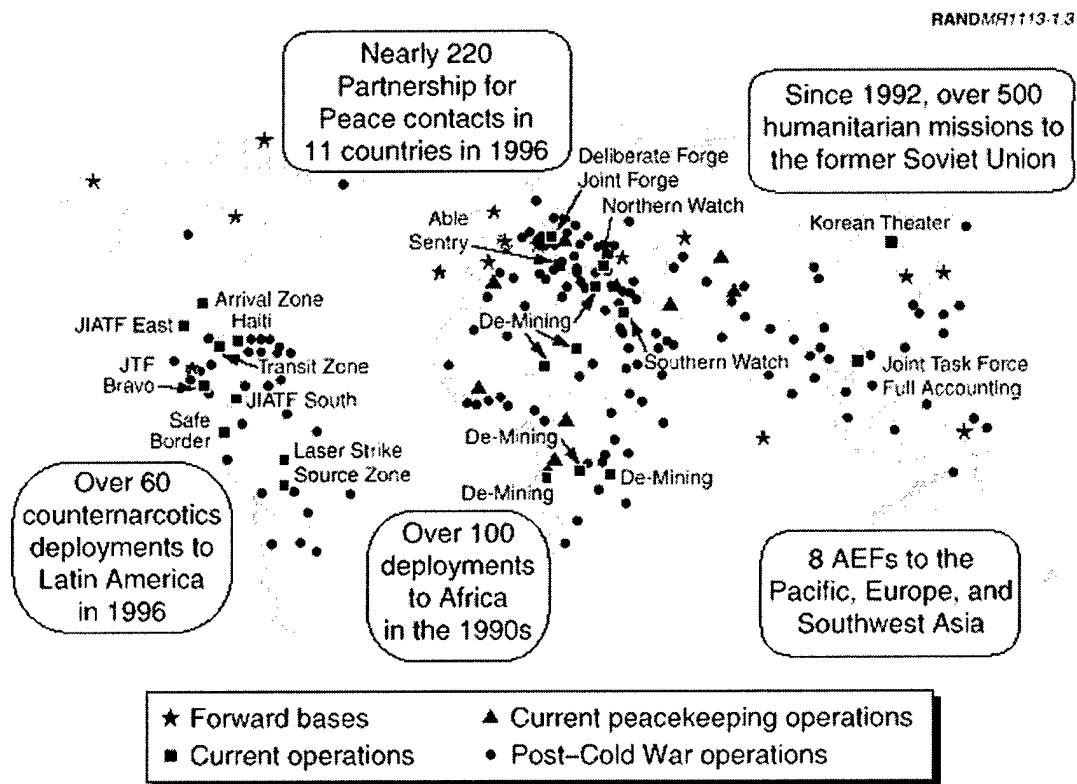 RANDMR1113-1.3
Nearly 220
Partnership for
Peace contacts in
11 countries in 1996
Since 1992, over 500
humanitarian missions to
the former Soviet Union
Deliberate Forge
Joint Forge
Northern Watch
Able
Sentry
Korean Theater
Arrival Zone
JIATF East
Haiti
De-Mining
JTF
Bravo
Transit Zone
Southern Watch
Joint Task Force
Full Accounting
JIATF South
Safe
Border
De-Mining
Laser Strike
Source Zone
De-Mining
De-Mining
Over 60
counternarcotics
deployments to
Latin America
in 1996
Over 100
deployments
to Africa
in the 1990s
8 AEFs to the
Pacific, Europe, and
Southwest Asia
Forward bases
Current peacekeeping operations
Current operations
Post–Cold War operations